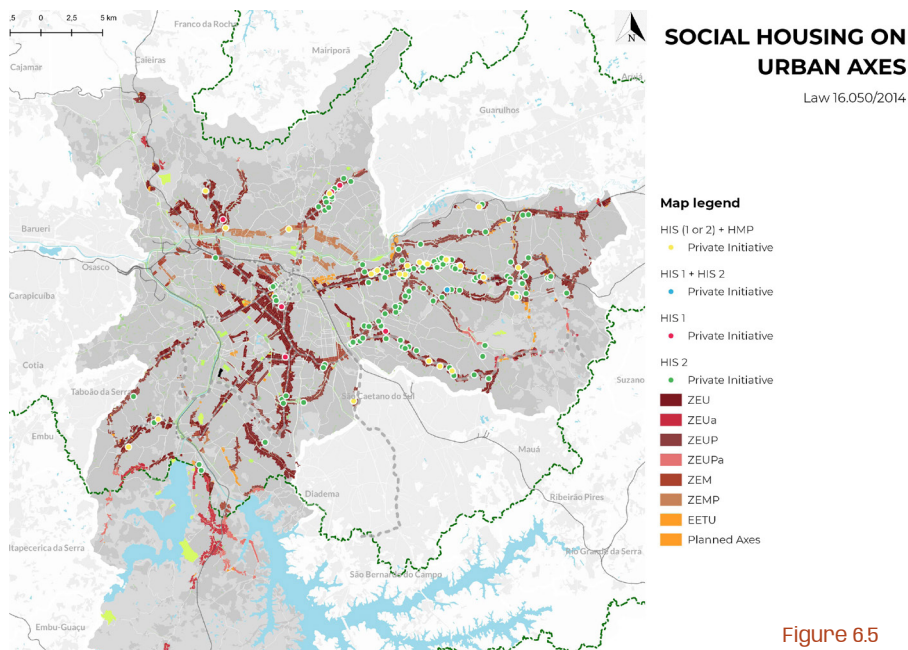 ,5
0
2,5
5 km
Franco da Rocha
Mairiporã
N
Caieiras
Cajamar
Arujá
Guarulhos
Barueri
Osasco
Carapicuiba
Cotia
Taboão da Serra
São Caetano do Sul
Suzano
Embu
Mauá
Diadema
Ribeirão Pires
Itapecerica da Serra
Rio Grande da Serra
São Bernardo do Campo
Embu-Guaçu
SOCIAL HOUSING ON
URBAN AXES
Law 16.050/2014
Map legend
HIS (1 or 2) + HMP
Private Initiative
HIS 1 + HIS 2
Private Initiative
HIS 1
Private Initiative
HIS 2
Private Initiative
ZEU
ZEUa
ZEUP
ZEUPa
ZEM
ZEMP
EETU
Planned Axes
Figure 6.5